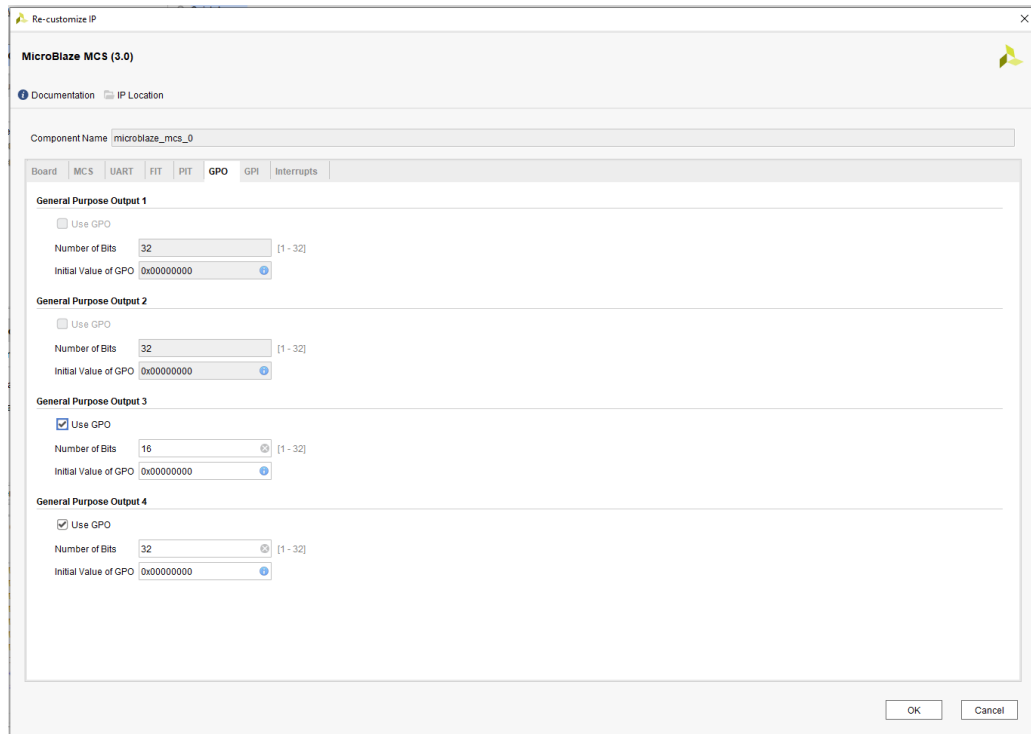 Re-customize IP
MicroBlaze MCS (3.0)
Documentation IP Location
Component Name microblaze_mcs_0
Board MCS UART FIT PIT GPO GPI Interrupts
General Purpose Output 1
Use GPO
Number of Bits 32 [1 - 32]
Initial Value of GPO 0x00000000
General Purpose Output 2
Use GPO
Number of Bits 32 [1 - 32]
Initial Value of GPO 0x00000000
General Purpose Output 3
Use GPO
Number of Bits 16 [1 - 32]
Initial Value of GPO 0x00000000
General Purpose Output 4
Use GPO
Number of Bits 32 [1 - 32]
Initial Value of GPO 0x00000000
OK Cancel